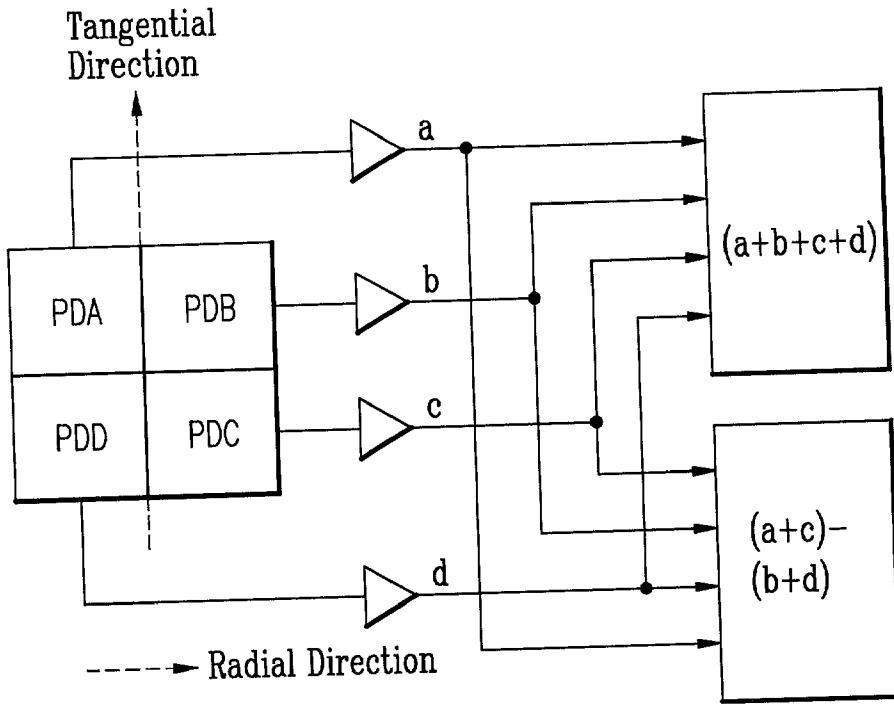 Tangential
Direction
a
(a+b+c+d)
PDA
PDB
b
PDD
PDC
c
(a+c)-
(b+d)
d
Radial Direction